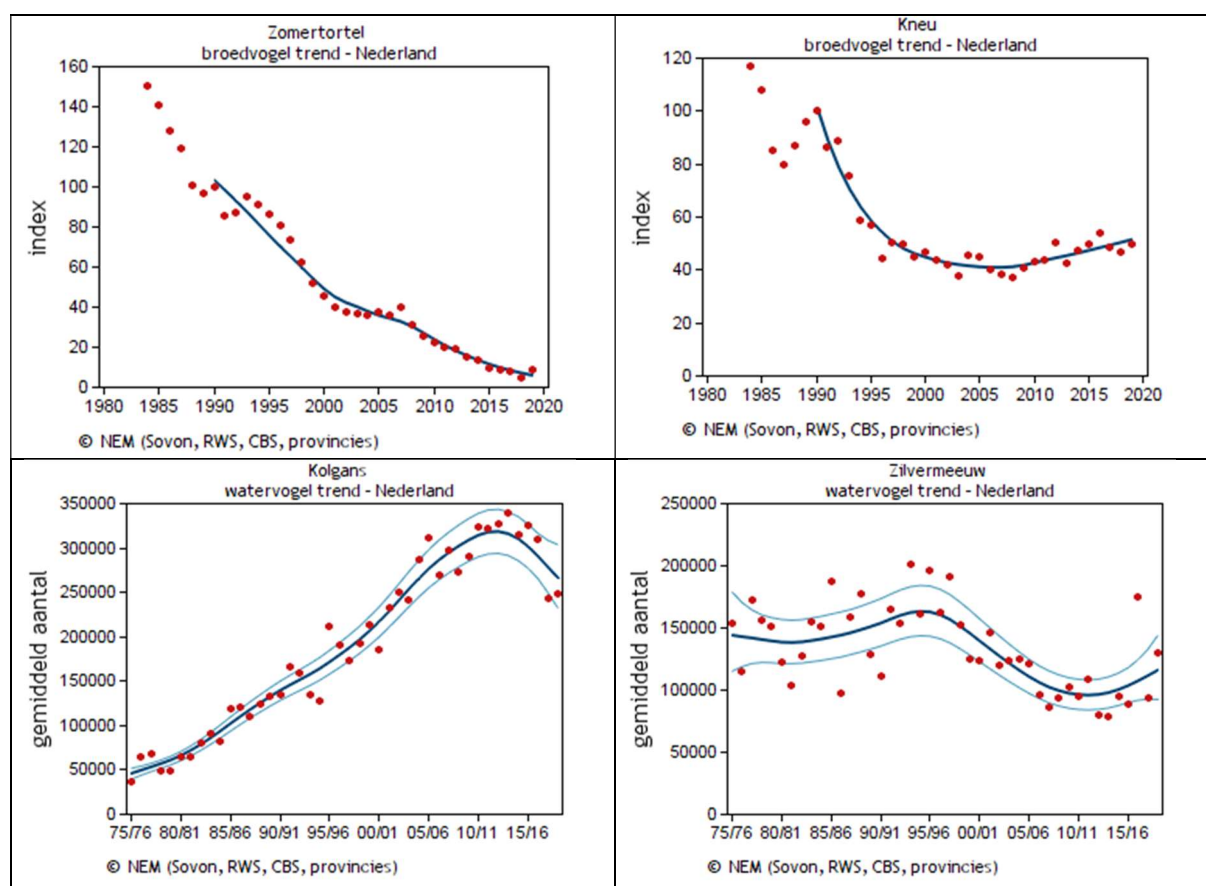 Zomertortel
broedvogel trend - Nederland
160
140
120
100
80
60
40
20
0
index
1980 1985 1990 1995 2000 2005 2010 2015 2020
© NEM (Sovon, RWS, CBS, provincies)
Kneu
broedvogel trend - Nederland
120
100
80
60
40
20
0
index
1980 1985 1990 1995 2000 2005 2010 2015 2020
© NEM (Sovon, RWS, CBS, provincies)
Kolgans
watervogel trend - Nederland
350000
300000
250000
200000
150000
100000
50000
0
gemiddeld aantal
75/76 80/81 85/86 90/91 95/96 00/01 05/06 10/11 15/16
© NEM (Sovon, RWS, CBS, provincies)
Zilvermeeuw
watervogel trend - Nederland
250000
200000
150000
100000
50000
0
gemiddeld aantal
75/76 80/81 85/86 90/91 95/96 00/01 05/06 10/11 15/16
© NEM (Sovon, RWS, CBS, provincies)